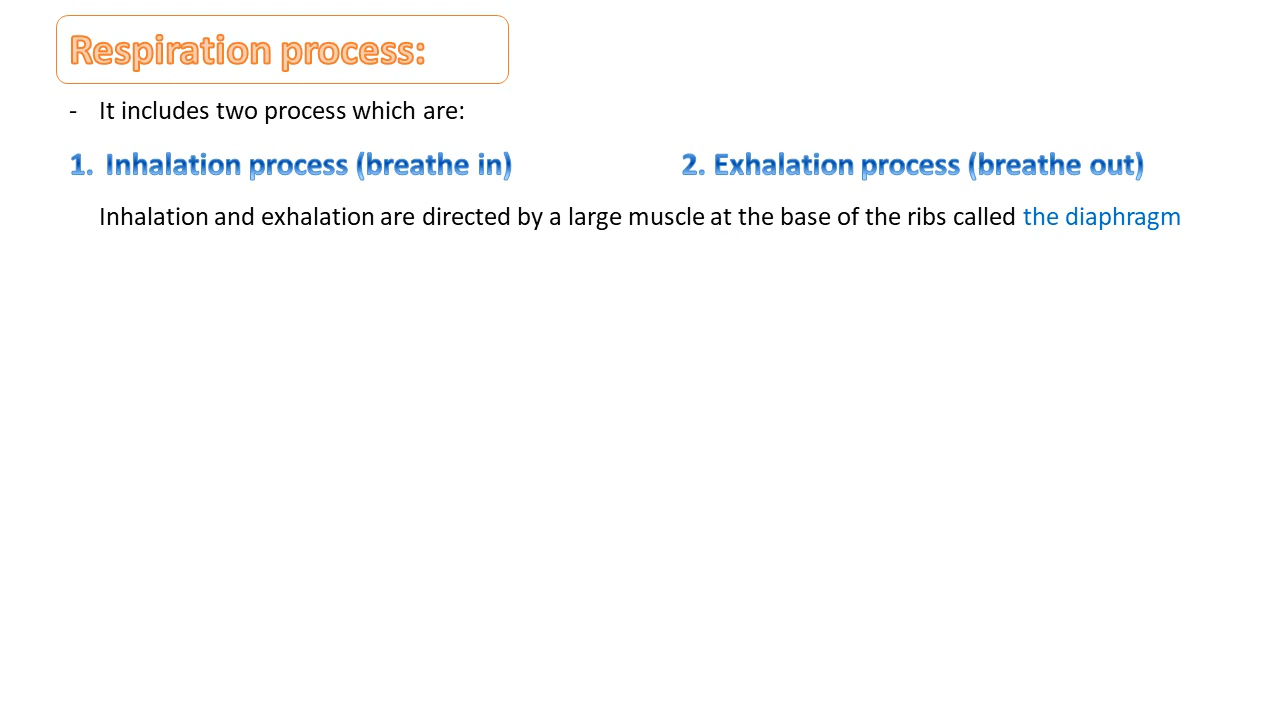 Respiration process:
- It includes two process which are:
1. Inhalation process (breathe in) 2. Exhalation process (breathe out)
Inhalation and exhalation are directed by a large muscle at the base of the ribs called the diaphragm